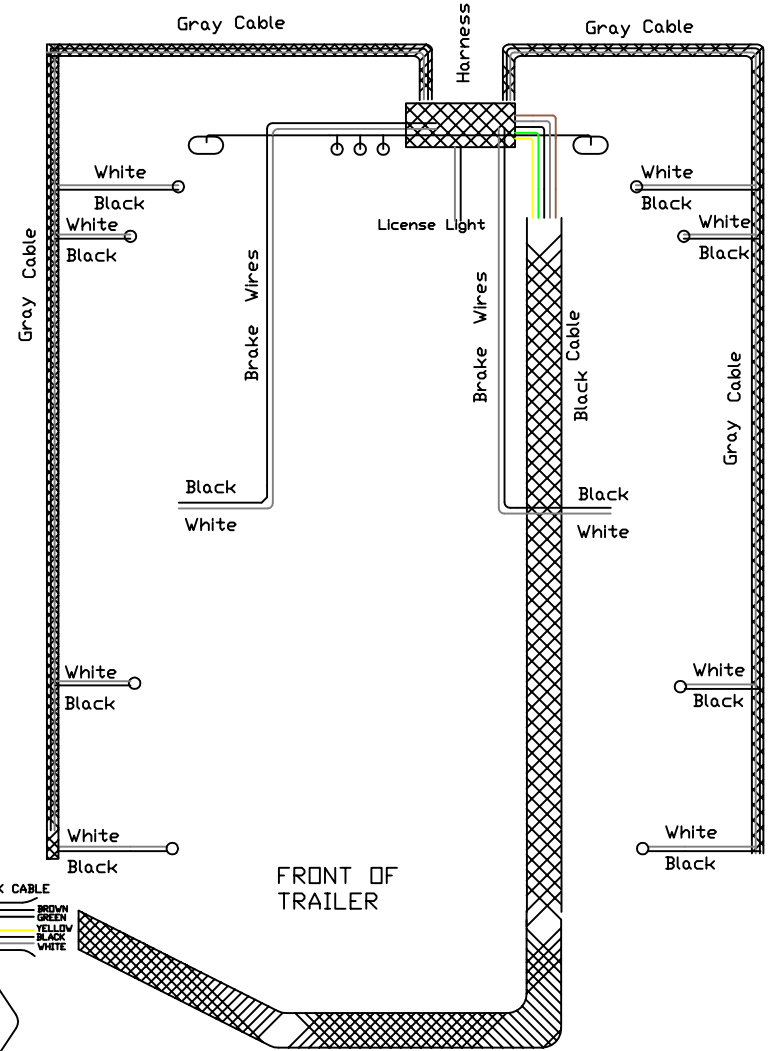 Gray Cable
Harness
Gray Cable
White
Black
White
Black
White
Black
White
Black
License Light
Gray Cable
Brake Wires
Brake Wires
Black Cable
Gray Cable
Black
White
Black
White
White
Black
White
Black
White
Black
White
Black
FRONT OF
TRAILER
K CABLE
BROWN
GREEN
YELLOW
BLACK
WHITE